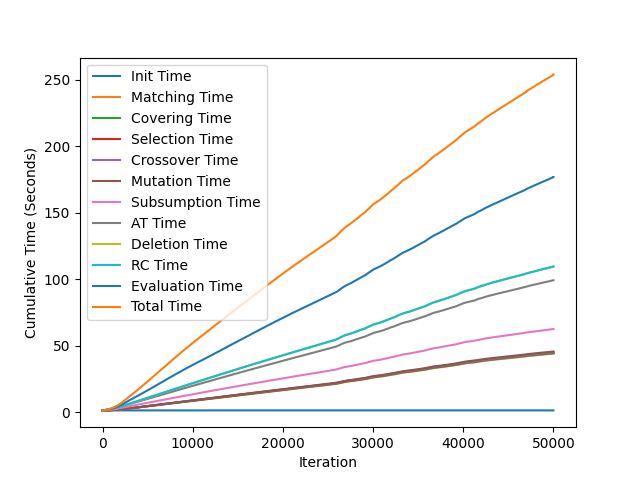 250
200
150
100
50
0
Cumulative Time (Seconds)
Init Time
Matching Time
Covering Time
Selection Time
Crossover Time
Mutation Time
Subsumption Time
AT Time
Deletion Time
RC Time
Evaluation Time
Total Time
0 10000 20000 30000 40000 50000
Iteration